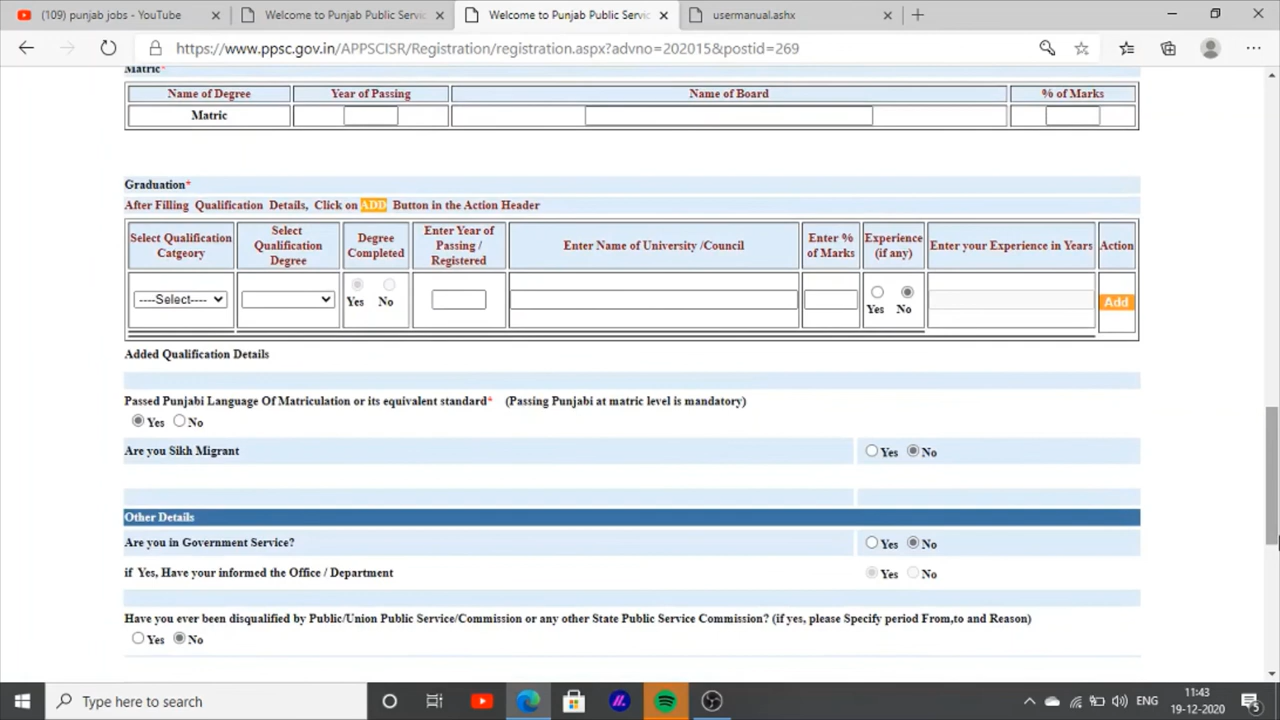 (109) punjab jobs - YouTube
Welcome to Punjab Public Servic
Welcome to Punjab Public Servic
usermanual.ashx
https://www.ppsc.gov.in/APPSCISR/Registration/registration.aspx?advno=202015&postid=269
Matric*
Name of Degree Year of Passing Name of Board % of Marks
Matric
Graduation*
After Filling Qualification Details, Click on ADD Button in the Action Header
Select Qualification Catgeory
Select Qualification Degree
Degree Completed
Enter Year of Passing / Registered
Enter Name of University /Council
Enter % of Marks
Experience (if any)
Enter your Experience in Years
Action
----Select----
Yes No
Yes No
Add
Added Qualification Details
Passed Punjabi Language Of Matriculation or its equivalent standard* (Passing Punjabi at matric level is mandatory)
Yes No
Are you Sikh Migrant Yes No
Other Details
Are you in Government Service? Yes No
if Yes, Have your informed the Office / Department Yes No
Have you ever been disqualified by Public/Union Public Service/Commission or any other State Public Service Commission? (if yes, please Specify period From,to and Reason)
Yes No
Type here to search
ENG
11:43
19-12-2020
5